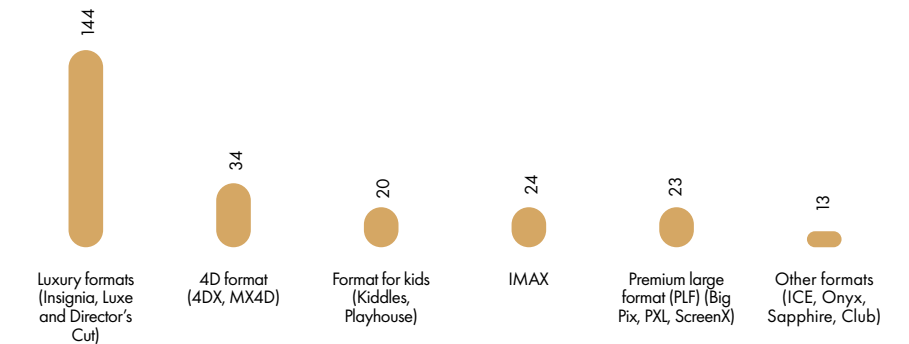 144
34
20
24
23
13
Luxury formats
(Insignia, Luxe
and Director’s
Cut)
4D format
(4DX, MX4D)
Format for kids
(Kiddles,
Playhouse)
IMAX
Premium large
format (PLF) (Big
Pix, PXL, ScreenX)
Other formats
(ICE, Onyx,
Sapphire, Club)